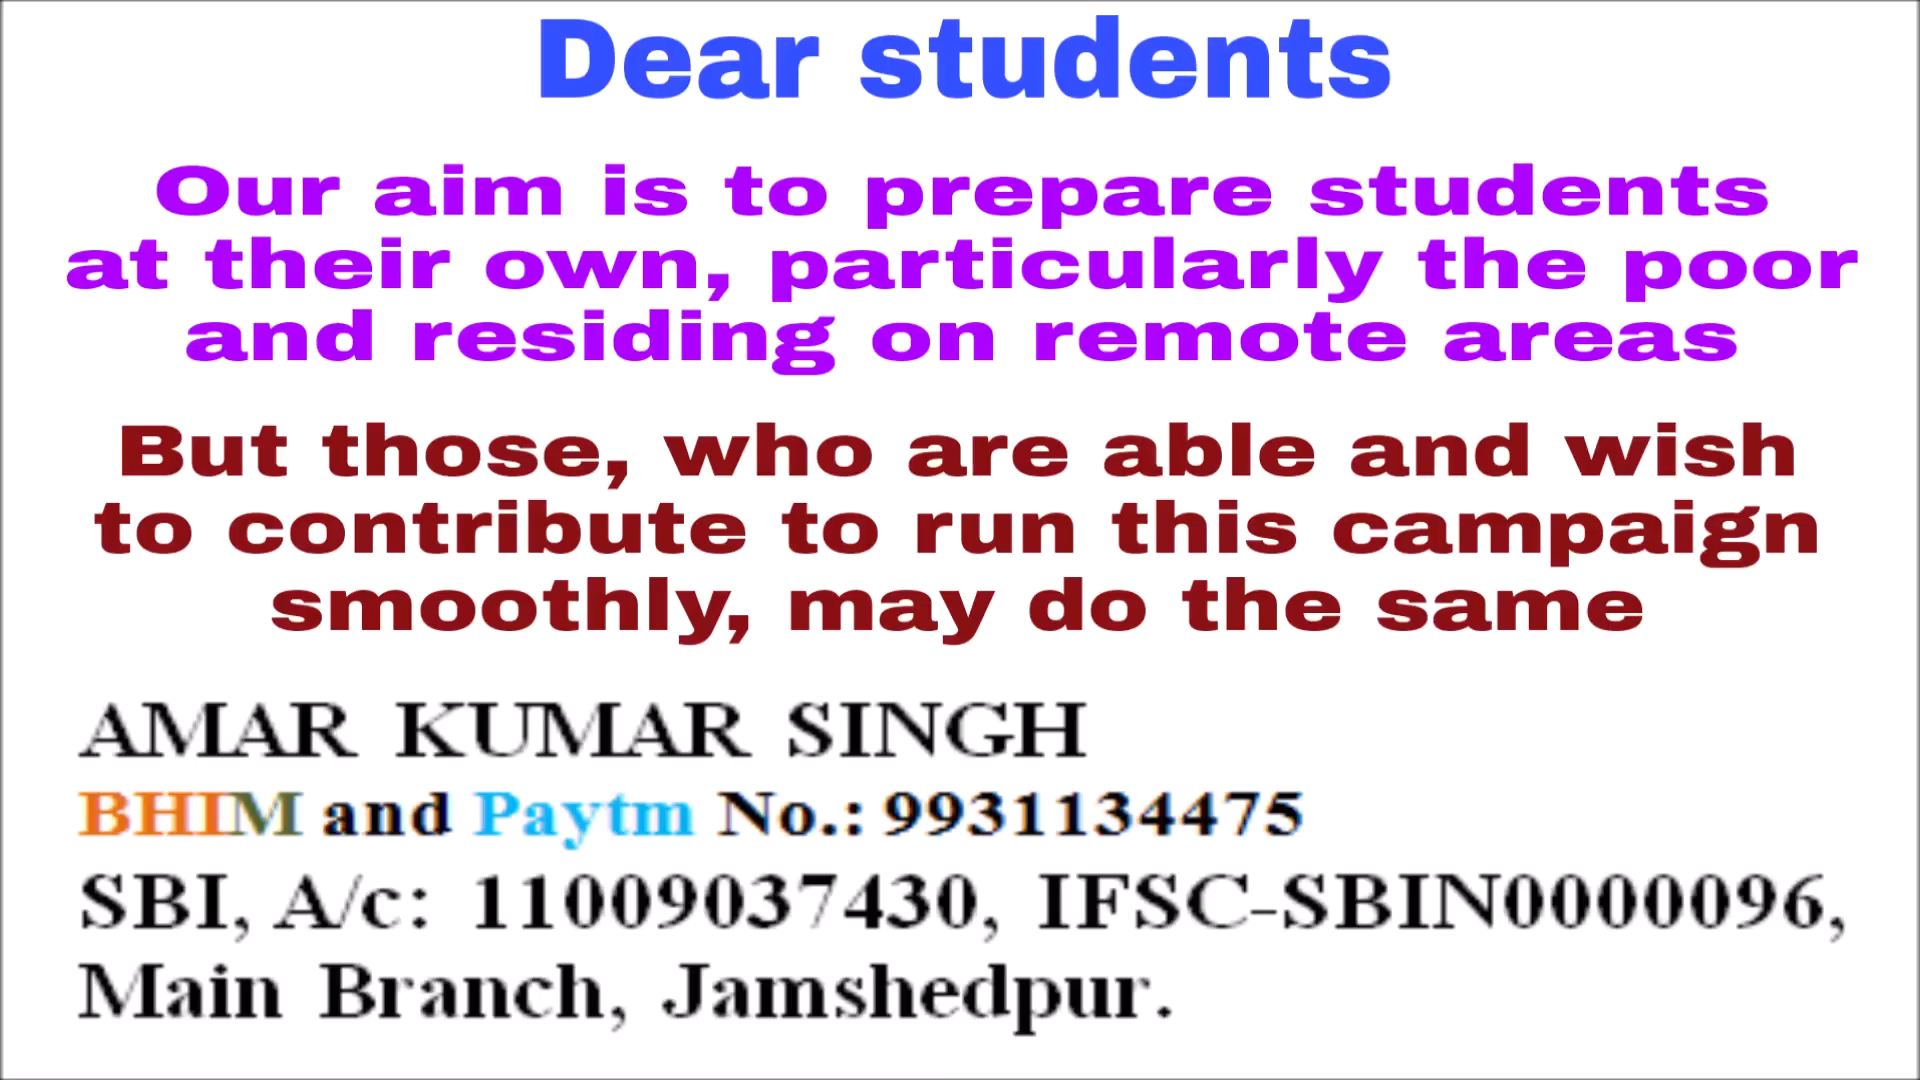 Dear students
Our aim is to prepare students
at their own, particularly the poor
and residing on remote areas
But those, who are able and wish
to contribute to run this campaign
smoothly, may do the same
AMAR KUMAR SINGH
BHIM and Paytm No.: 9931134475
SBI, A/c: 11009037430, IFSC-SBIN0000096,
Main Branch, Jamshedpur.